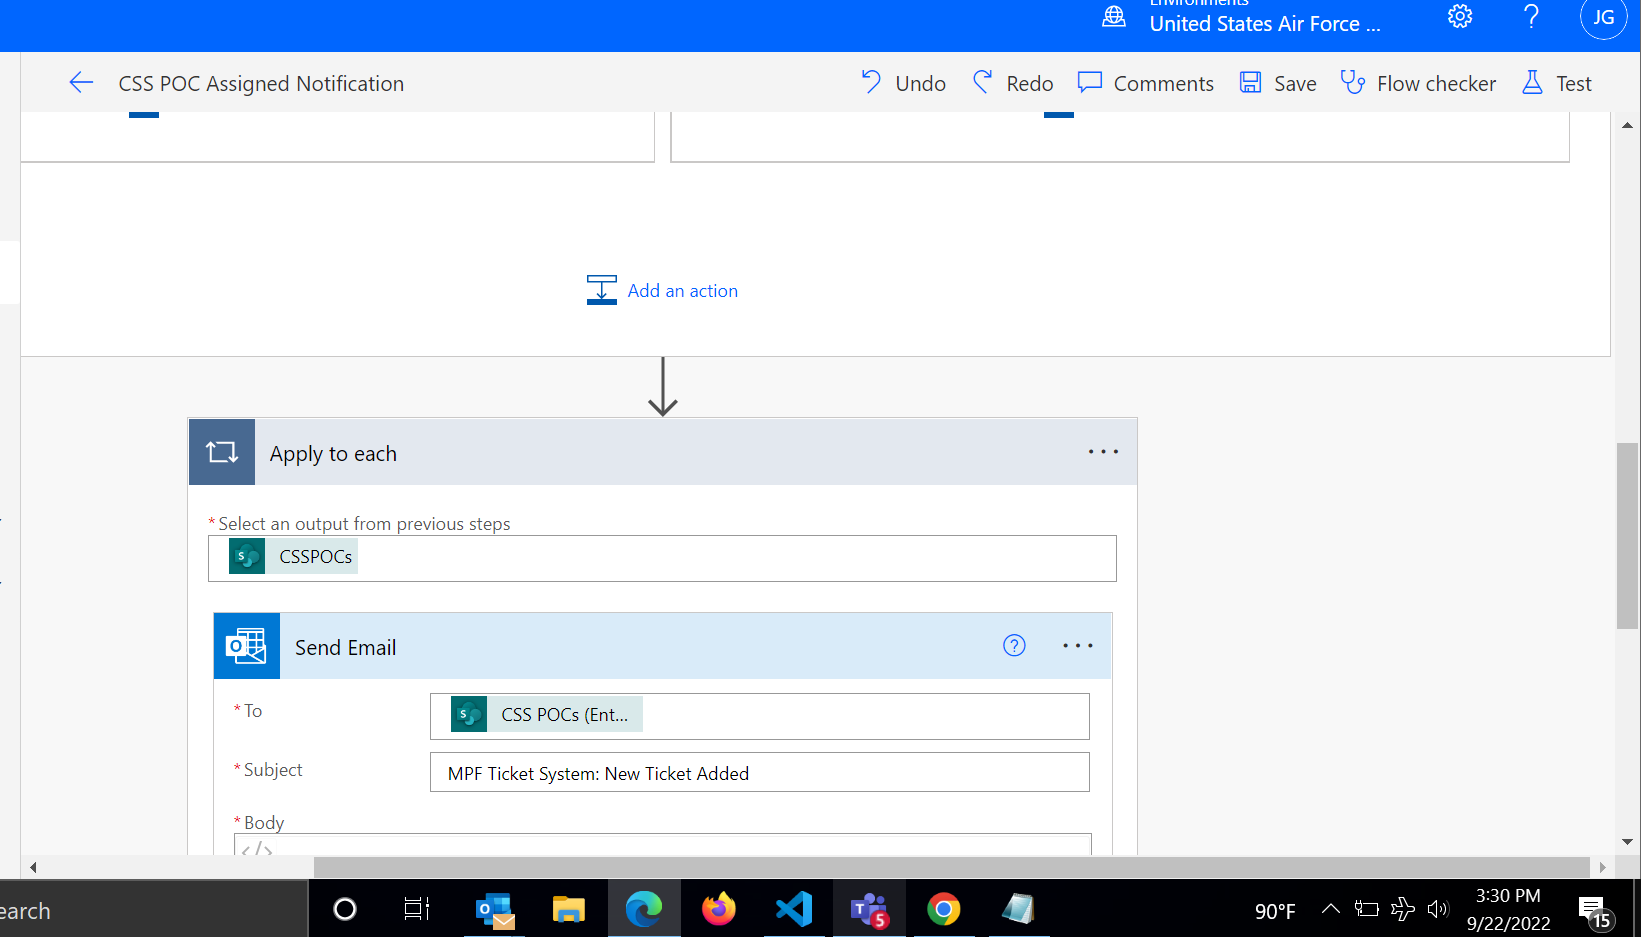 Environments
United States Air Force ...
JG
CSS POC Assigned Notification
Undo
Redo
Comments
Save
Flow checker
Test
Add an action
Apply to each
* Select an output from previous steps
CSSPOCs
Send Email
* To
CSS POCs (Ent...
* Subject
MPF Ticket System: New Ticket Added
* Body
</>
earch
5
90°F
3:30 PM
9/22/2022
15